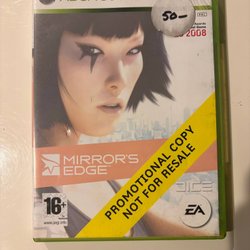 50-
2008
MIRROR'S
EDGE
PROMOTIONAL COPY
NOT FOR RESALE
DICE
16+
EA